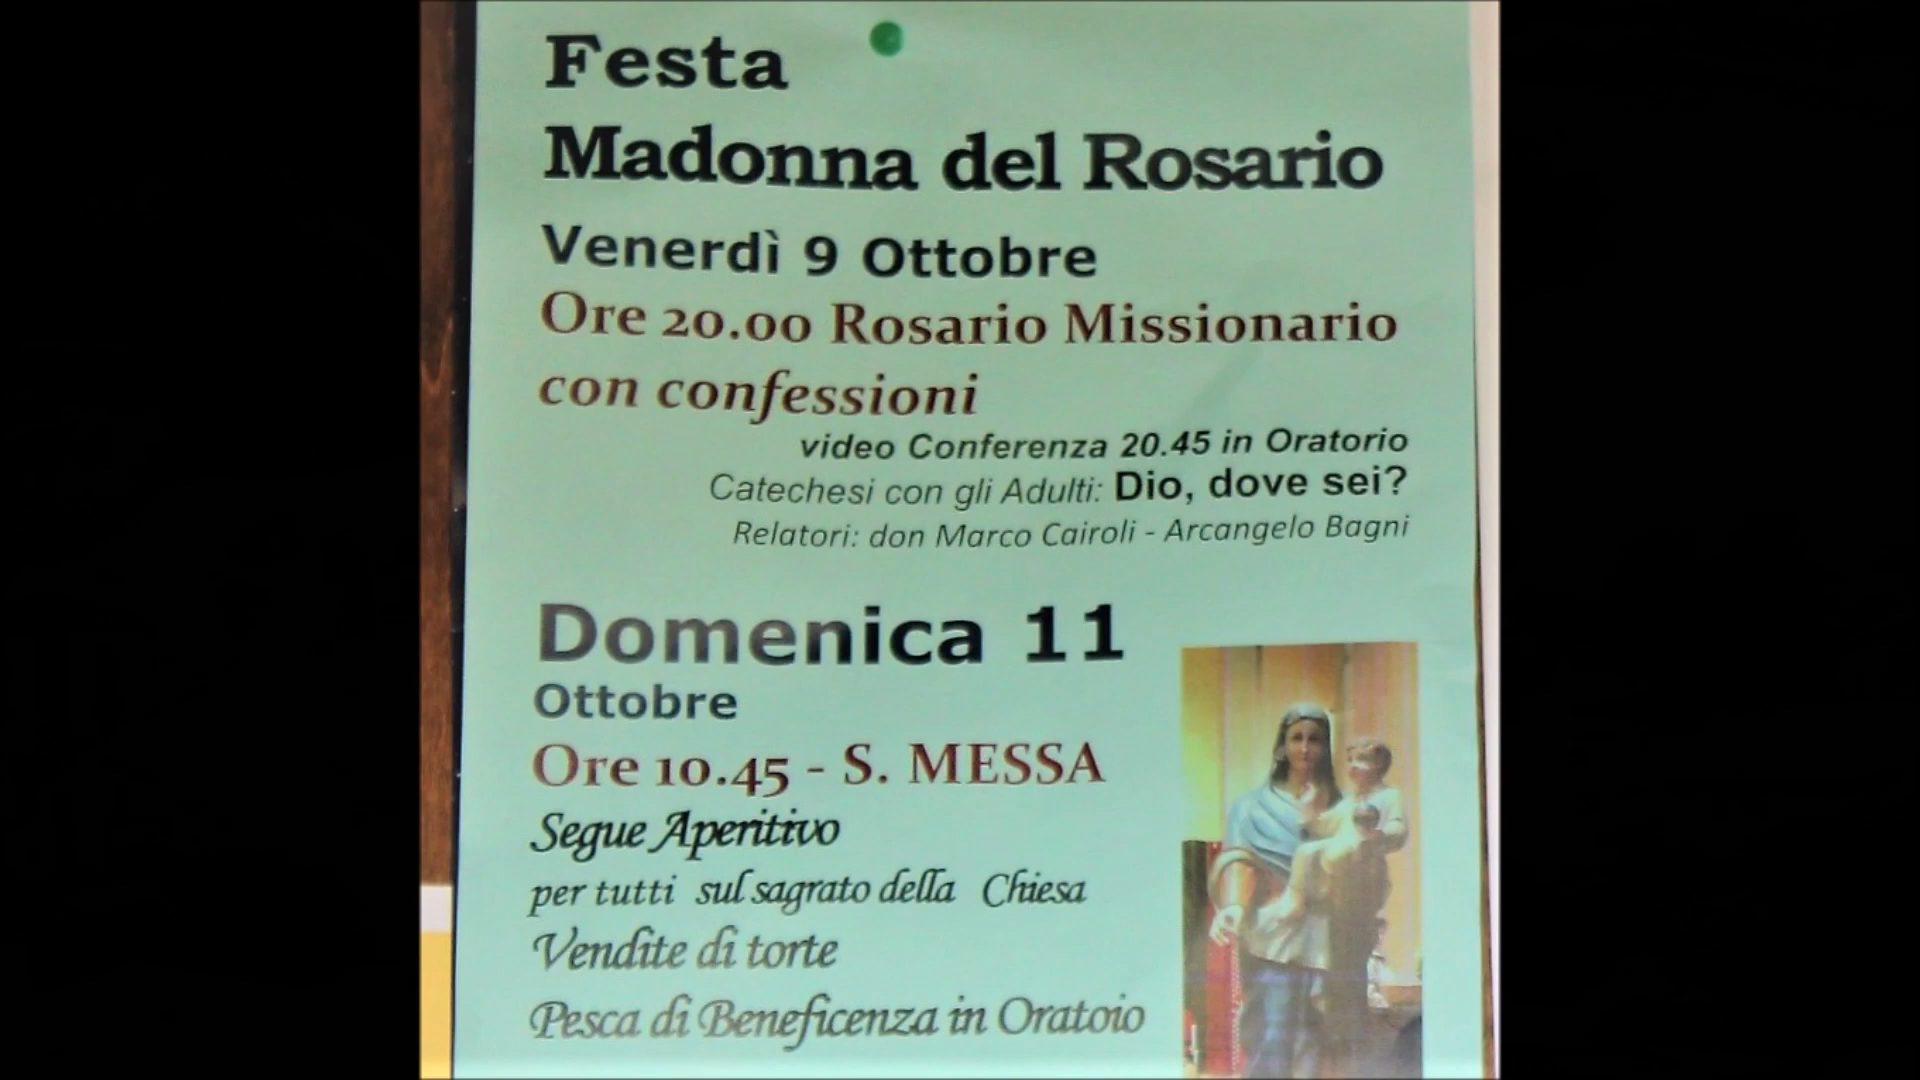 Festa
Madonna del Rosario
Venerdì 9 Ottobre
Ore 20.00 Rosario Missionario
con confessioni
video Conferenza 20.45 in Oratorio
Catechesi con gli Adulti: Dio, dove sei?
Relatori: don Marco Cairoli - Arcangelo Bagni
Domenica 11
Ottobre
Ore 10.45 - S. MESSA
Segue Aperitivo
per tutti sul sagrato della Chiesa
Vendite di torte
Pesca di Beneficenza in Oratoio